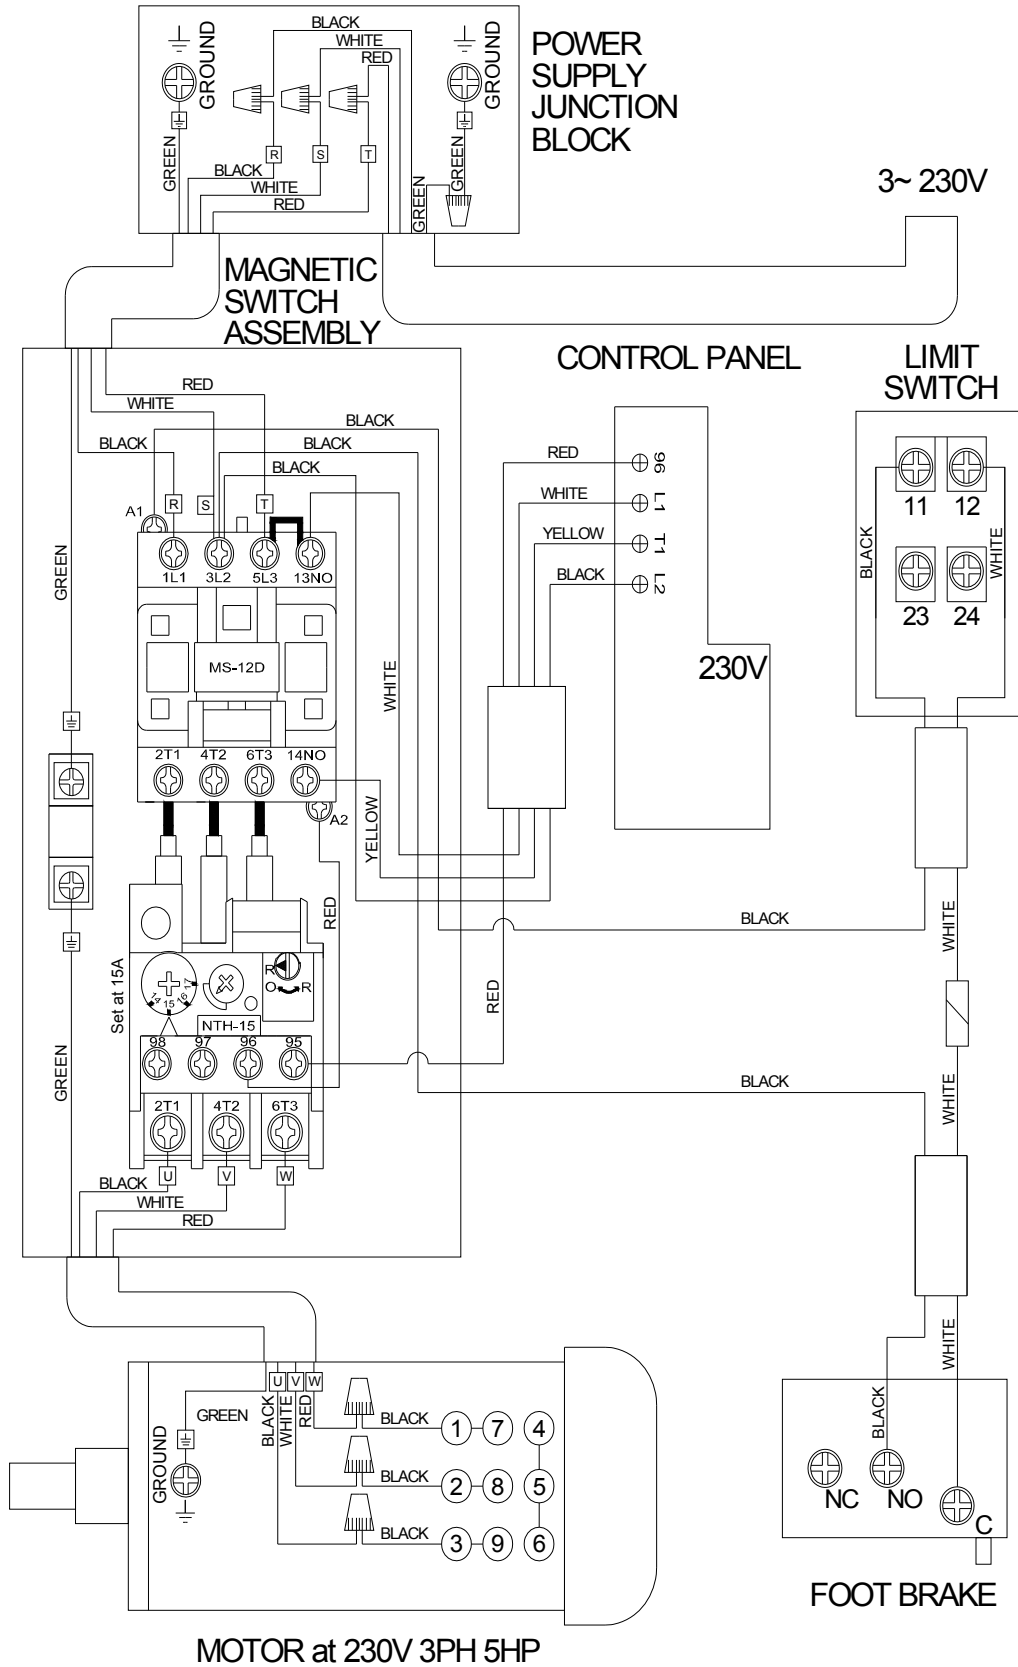 BLACK
WHITE
RED
GROUND
GROUND
GREEN
GREEN
GREEN
R
S
T
BLACK
WHITE
RED
POWER
SUPPLY
JUNCTION
BLOCK
3~ 230V
MAGNETIC
SWITCH
ASSEMBLY
RED
WHITE
BLACK
BLACK
BLACK
BLACK
A1
R
S
T
1L1
3L2
5L3
13NO
GREEN
MS-12D
WHITE
2T1
4T2
6T3
14NO
A2
YELLOW
RED
CONTROL PANEL
RED
96
WHITE
L1
YELLOW
T1
BLACK
L2
230V
LIMIT
SWITCH
11
12
BLACK
WHITE
23
24
BLACK
WHITE
RED
Set at 15A
14
15
16
17
R
O
R
NTH-15
98
97
96
95
GREEN
2T1
4T2
6T3
BLACK
WHITE
U
V
W
BLACK
WHITE
RED
WHITE
BLACK
NC
NO
C
FOOT BRAKE
U
V
W
GREEN
BLACK
WHITE
RED
GROUND
BLACK
1
7
4
BLACK
2
8
5
BLACK
3
9
6
MOTOR at 230V 3PH 5HP